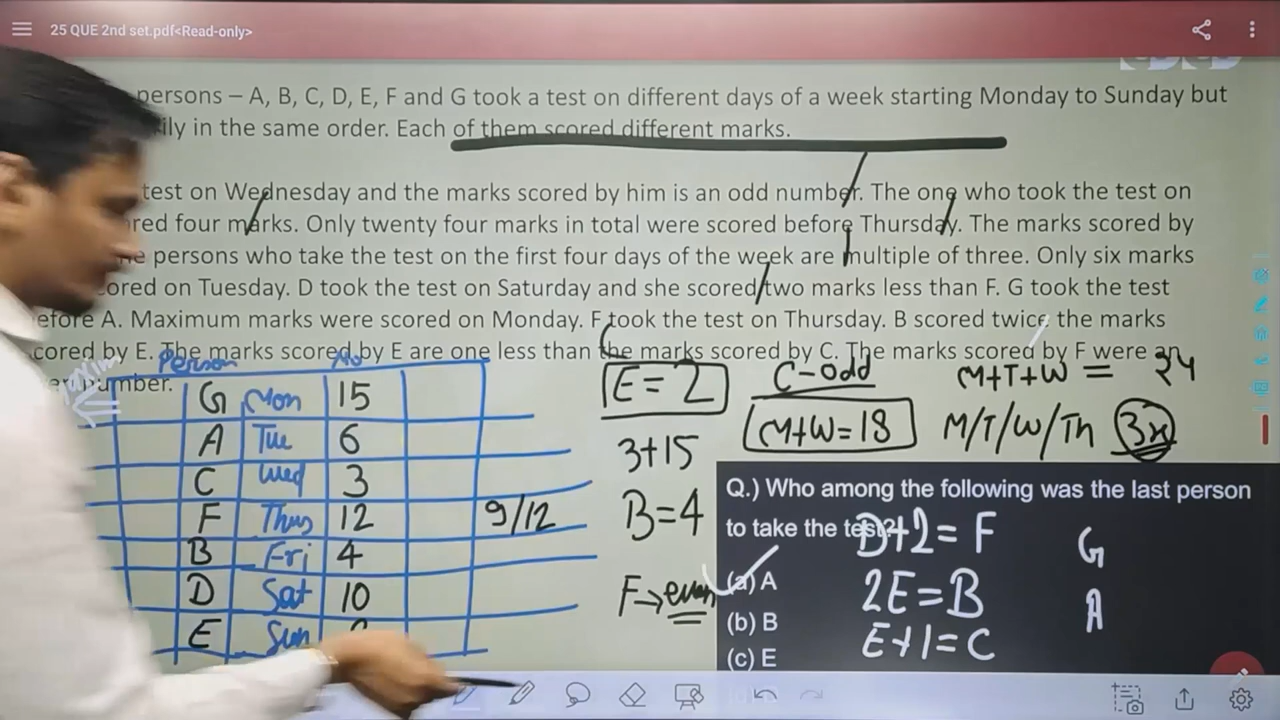 25 QUE 2nd set.pdf<Read-only>
persons – A, B, C, D, E, F and G took a test on different days of a week starting Monday to Sunday but
ily in the same order. Each of them scored different marks.
test on Wednesday and the marks scored by him is an odd number. The one who took the test on
red four marks. Only twenty four marks in total were scored before Thursday. The marks scored by
e persons who take the test on the first four days of the week are multiple of three. Only six marks
ored on Tuesday. D took the test on Saturday and she scored two marks less than F. G took the test
efore A. Maximum marks were scored on Monday. F took the test on Thursday. B scored twice the marks
cored by E. The marks scored by E are one less than the marks scored by C. The marks scored by F were an
number.
Person No
G Mon 15
A Tue 6
C Wed 3
F Thus 12 9/12
B Fri 4
D Sat 10
E Sun
E = 2
3+15
B=4
F→even
C-odd
M+W=18
M+T+W = 24
M/T/W/Th 3x
Q.) Who among the following was the last person
to take the test?
(a) A
(b) B
(c) E
D+2=F
2E=B
E+1=C
G
A